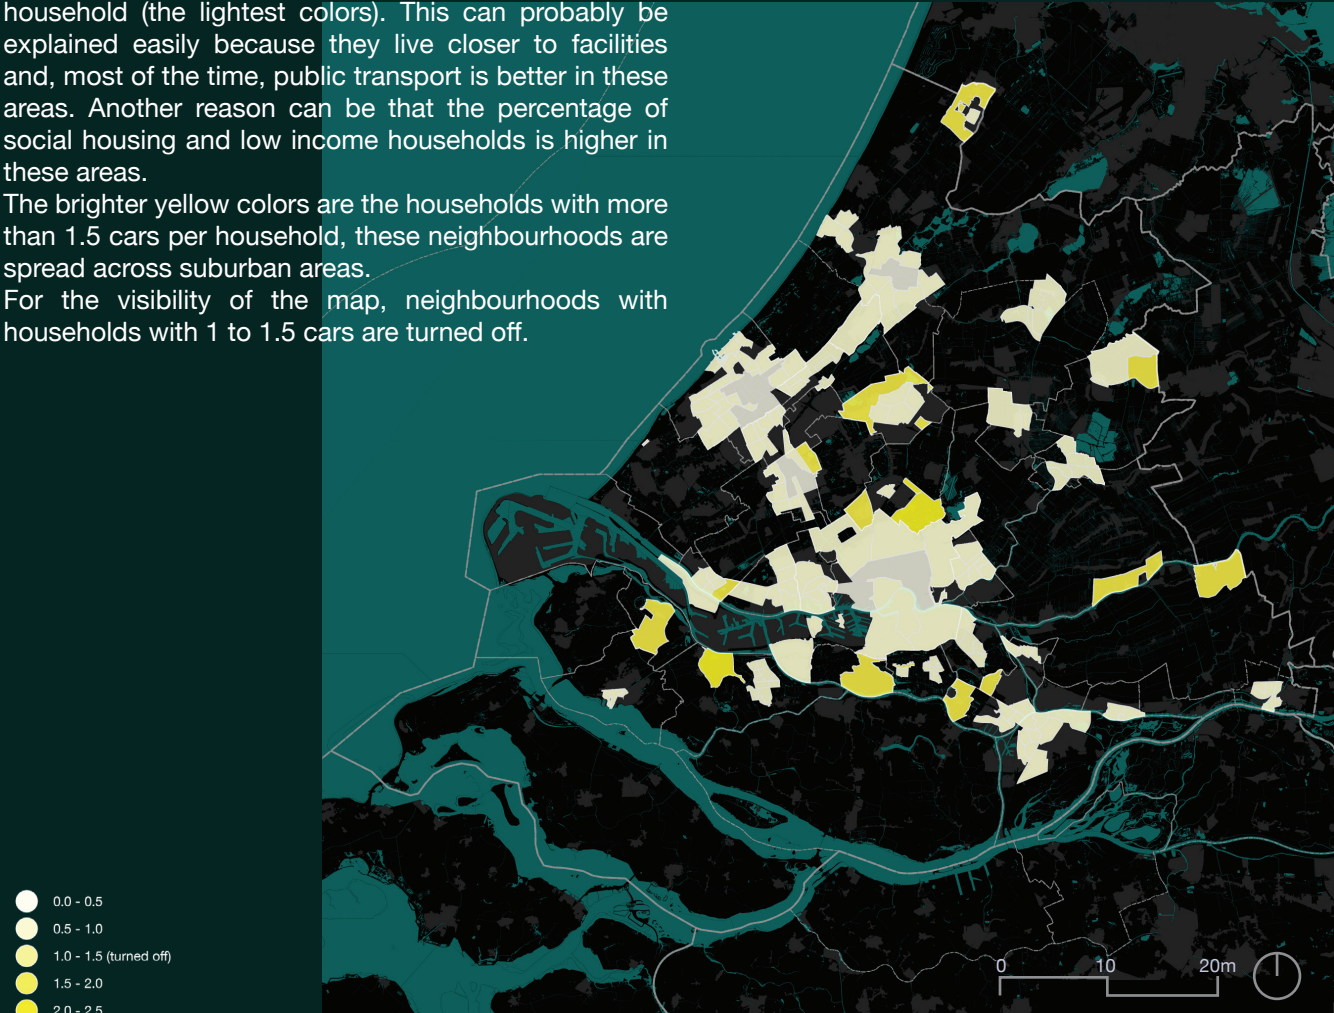 household (the lightest colors). This can probably be
explained easily because they live closer to facilities
and, most of the time, public transport is better in these
areas. Another reason can be that the percentage of
social housing and low income households is higher in
these areas.
The brighter yellow colors are the households with more
than 1.5 cars per household, these neighbourhoods are
spread across suburban areas.
For the visibility of the map, neighbourhoods with
households with 1 to 1.5 cars are turned off.
0.0 - 0.5
0.5 - 1.0
1.0 - 1.5 (turned off)
1.5 - 2.0
2.0 - 2.5
0 10 20m